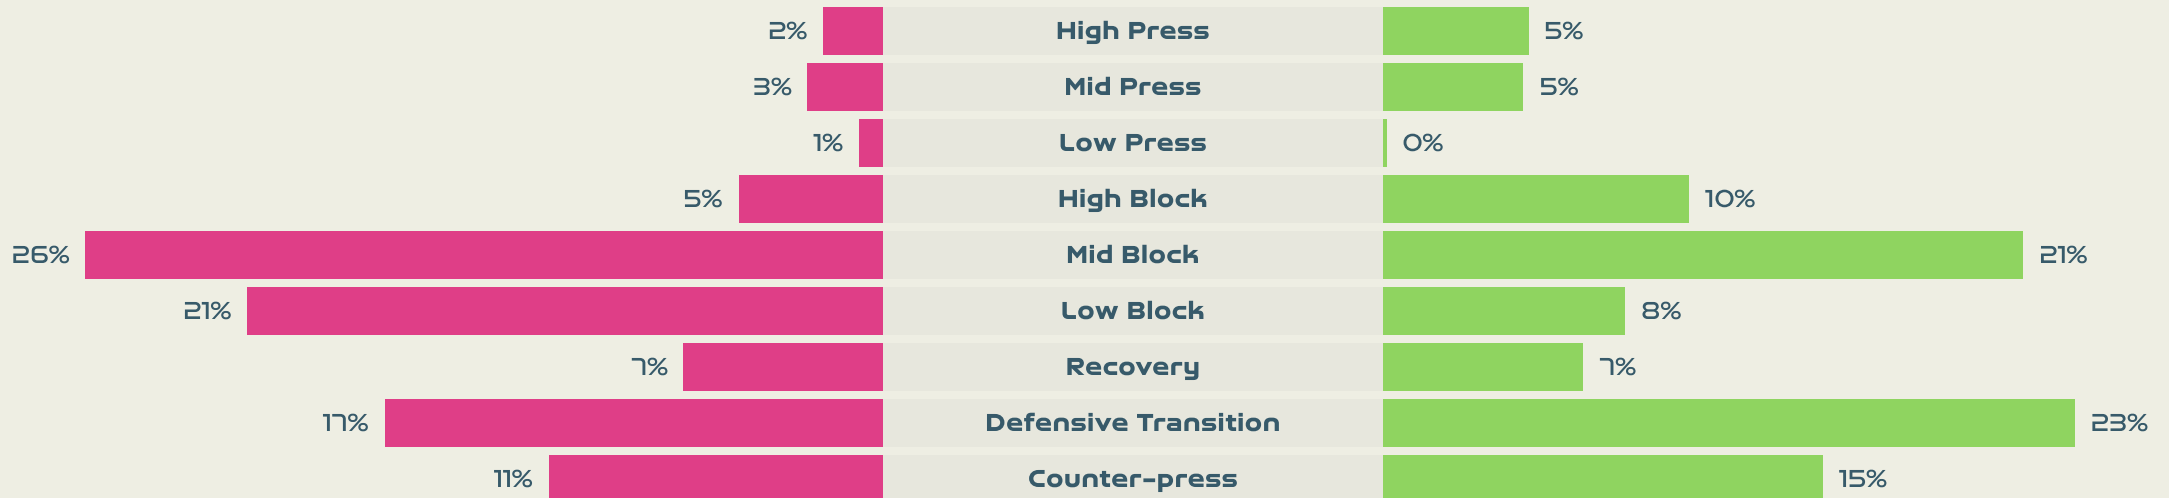 2% High Press 5%
3% Mid Press 5%
1% Low Press 0%
5% High Block 10%
26% Mid Block 21%
21% Low Block 8%
7% Recovery 7%
17% Defensive Transition 23%
11% Counter-press 15%